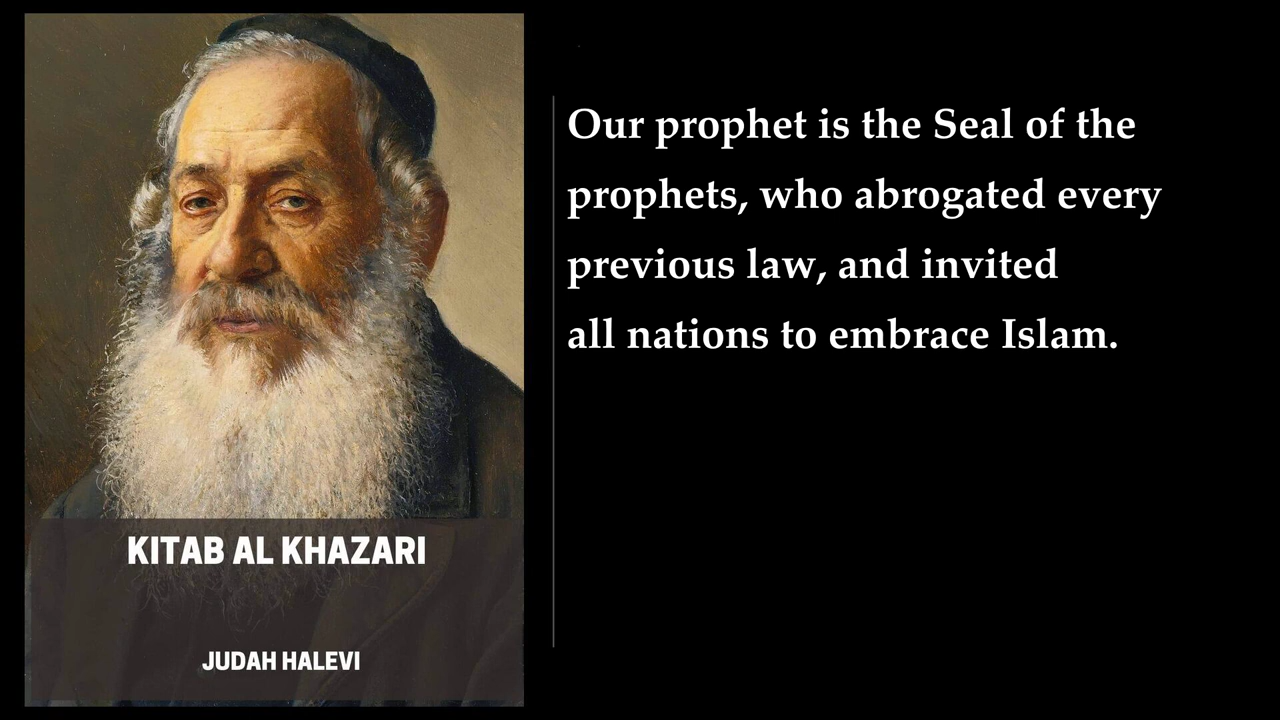 KITAB AL KHAZARI
JUDAH HALEVI
Our prophet is the Seal of the
prophets, who abrogated every
previous law, and invited
all nations to embrace Islam.